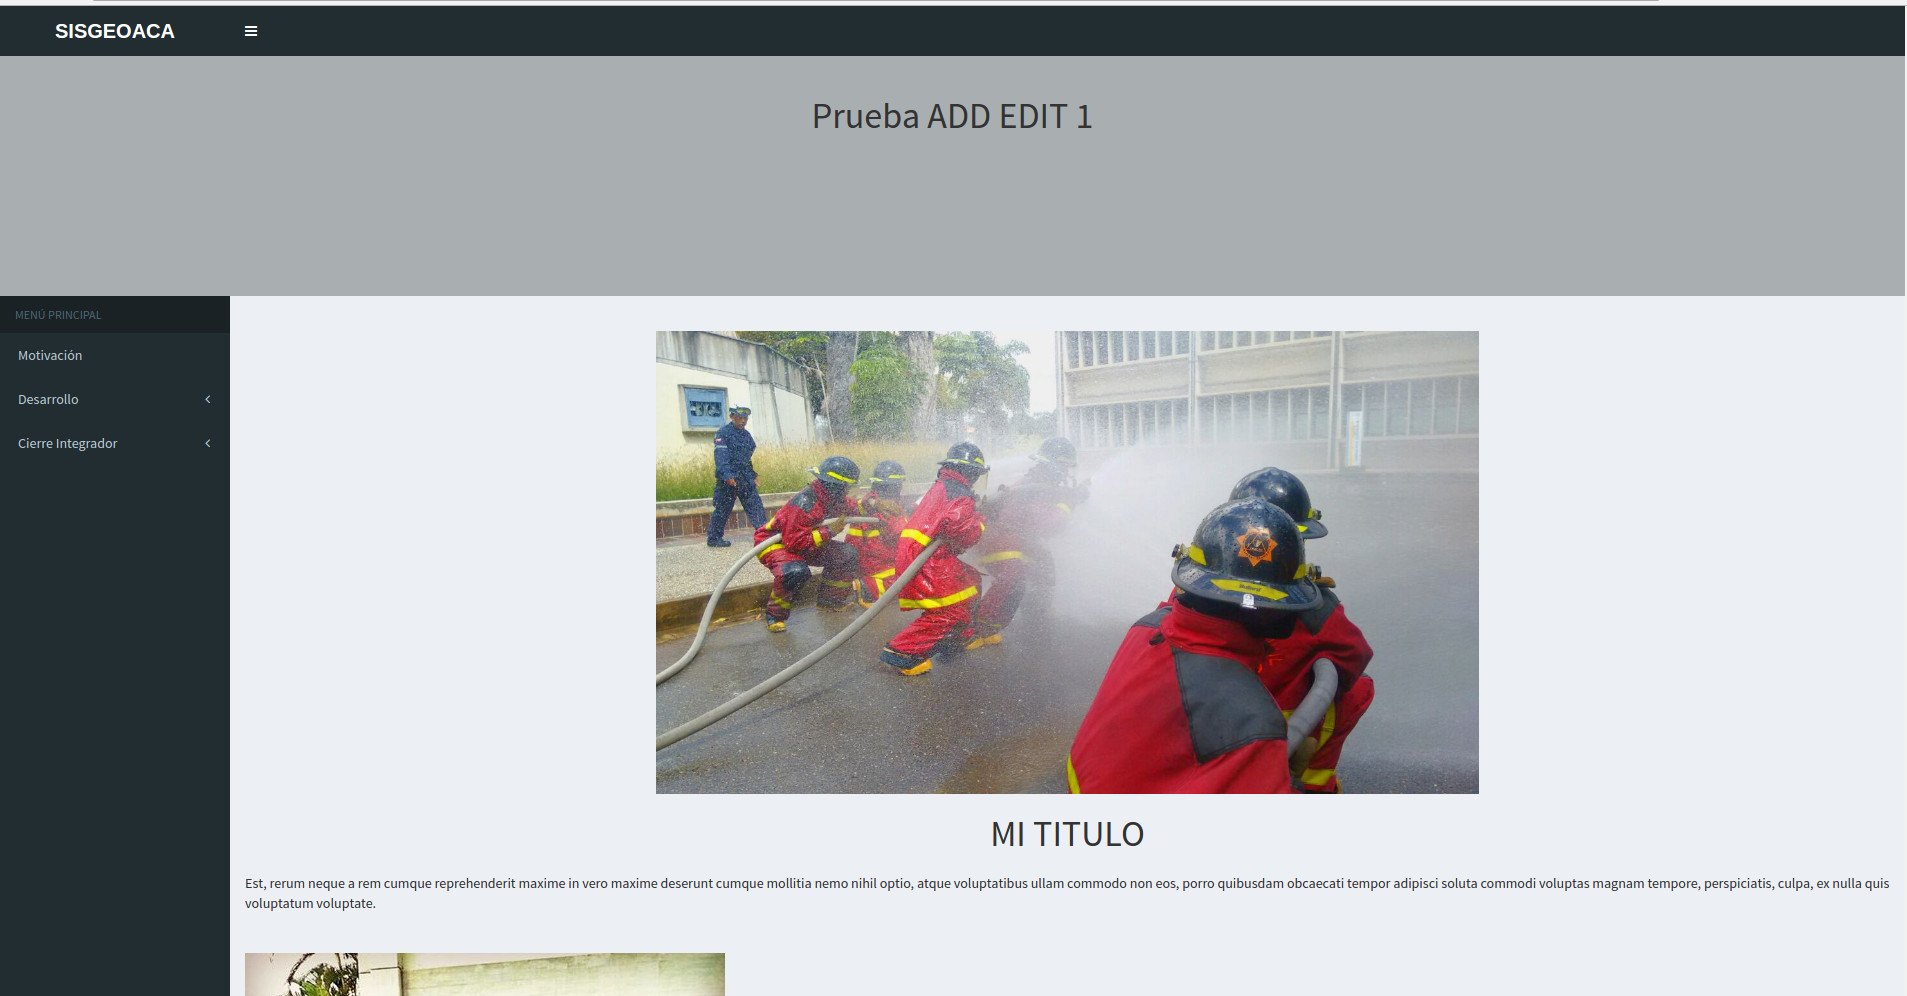 SISGEOACA
Prueba ADD EDIT 1
MENÚ PRINCIPAL
Motivación
Desarrollo
Cierre Integrador
MI TITULO
Est, rerum neque a rem cumque reprehenderit maxime in vero maxime deserunt cumque mollitia nemo nihil optio, atque voluptatibus ullam commodo non eos, porro quibusdam obcaecati tempor adipisci soluta commodi voluptas magnam tempore, perspiciatis, culpa, ex nulla quis
voluptatum voluptate.